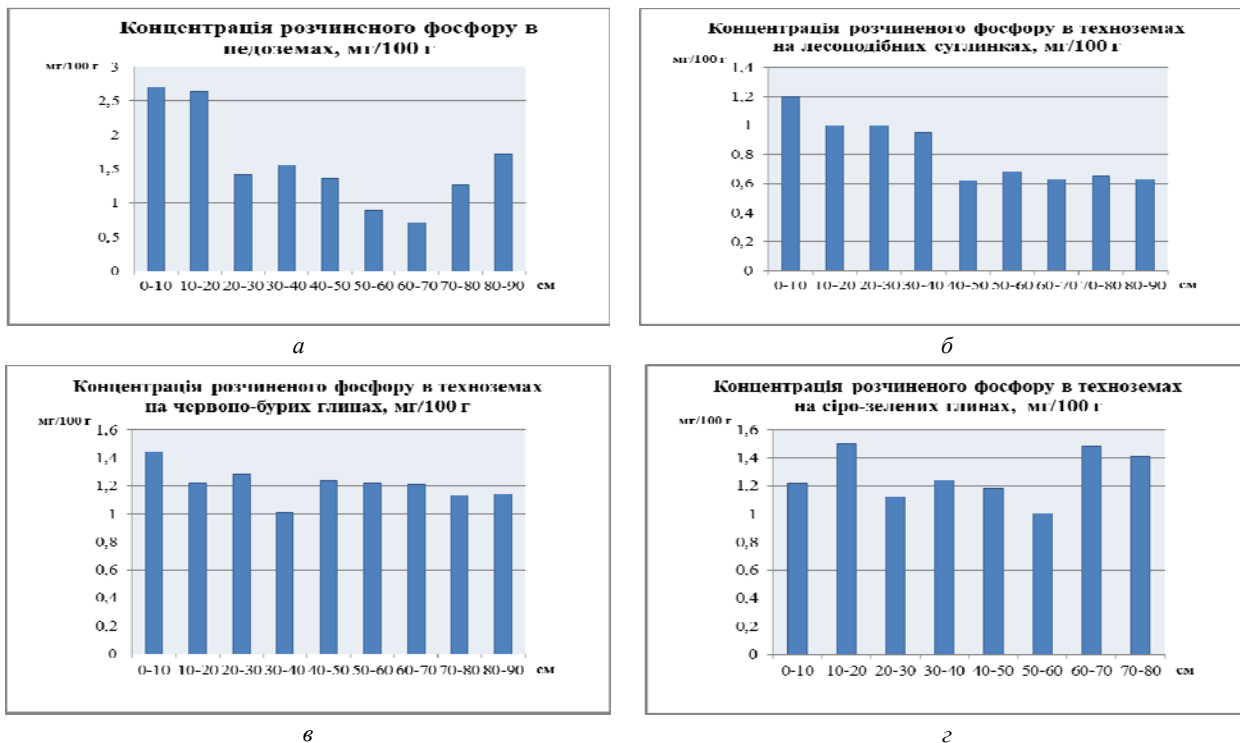 Концентрація розчиненого фосфору в
педоземах, мг/100 г
мг/100 г
3
2,5
2
1,5
1
0,5
0
0-10 10-20 20-30 30-40 40-50 50-60 60-70 70-80 80-90 см
а
Концентрація розчиненого фосфору в техноземах
на лесоподібних суглинках, мг/100 г
мг/100 г
1,4
1,2
1
0,8
0,6
0,4
0,2
0
0-10 10-20 20-30 30-40 40-50 50-60 60-70 70-80 80-90 см
б
Концентрація розчиненого фосфору в техноземах
на червоно-бурих глинах, мг/100 г
мг/100 г
1,6
1,4
1,2
1
0,8
0,6
0,4
0,2
0
0-10 10-20 20-30 30-40 40-50 50-60 60-70 70-80 80-90 см
в
Концентрація розчиненого фосфору в техноземах
на сіро-зелених глинах, мг/100 г
мг/100 г
1,6
1,4
1,2
1
0,8
0,6
0,4
0,2
0
0-10 10-20 20-30 30-40 40-50 50-60 60-70 70-80 см
г